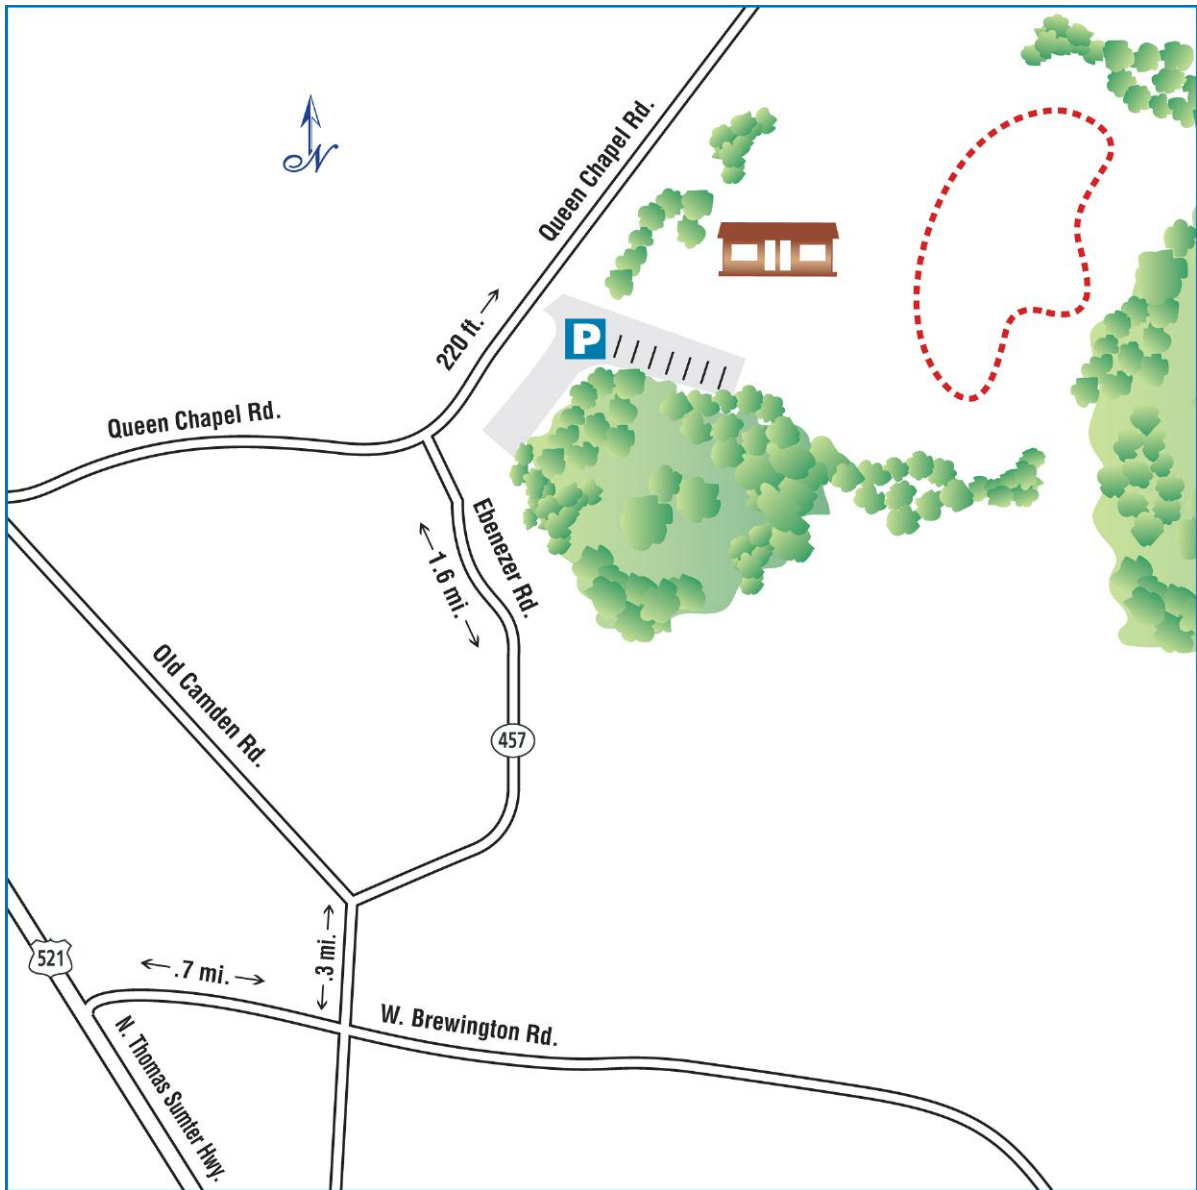 N
Queen Chapel Rd.
220 ft.
P
Queen Chapel Rd.
Ebenezer Rd.
1.6 mi.
Old Camden Rd.
457
.3 mi.
521
.7 mi.
W. Brewington Rd.
N. Thomas Sumter Hwy.